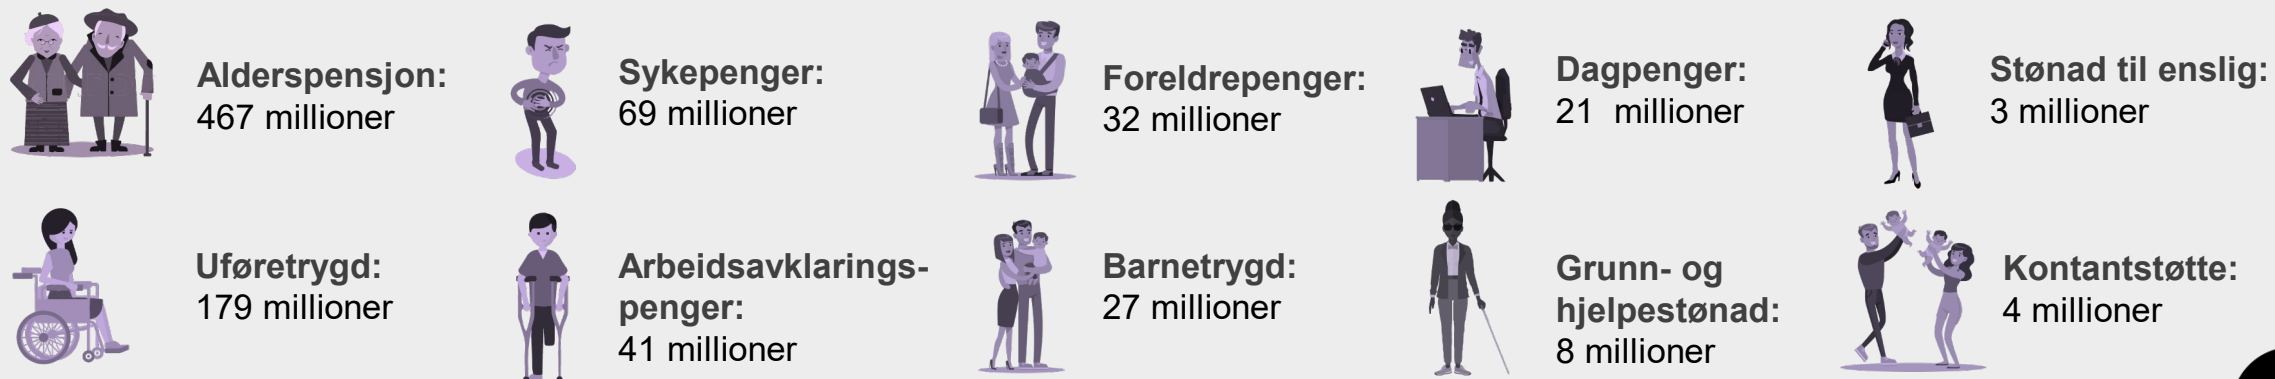 Alderspensjon:
467 millioner
Sykepenger:
69 millioner
Foreldrepenger:
32 millioner
Dagpenger:
21  millioner
Stønad til enslig:
3 millioner
Uføretrygd:
179 millioner
Arbeidsavklarings-
penger:
41 millioner
Barnetrygd:
27 millioner
Grunn- og
hjelpestønad:
8 millioner
Kontantstøtte:
4 millioner